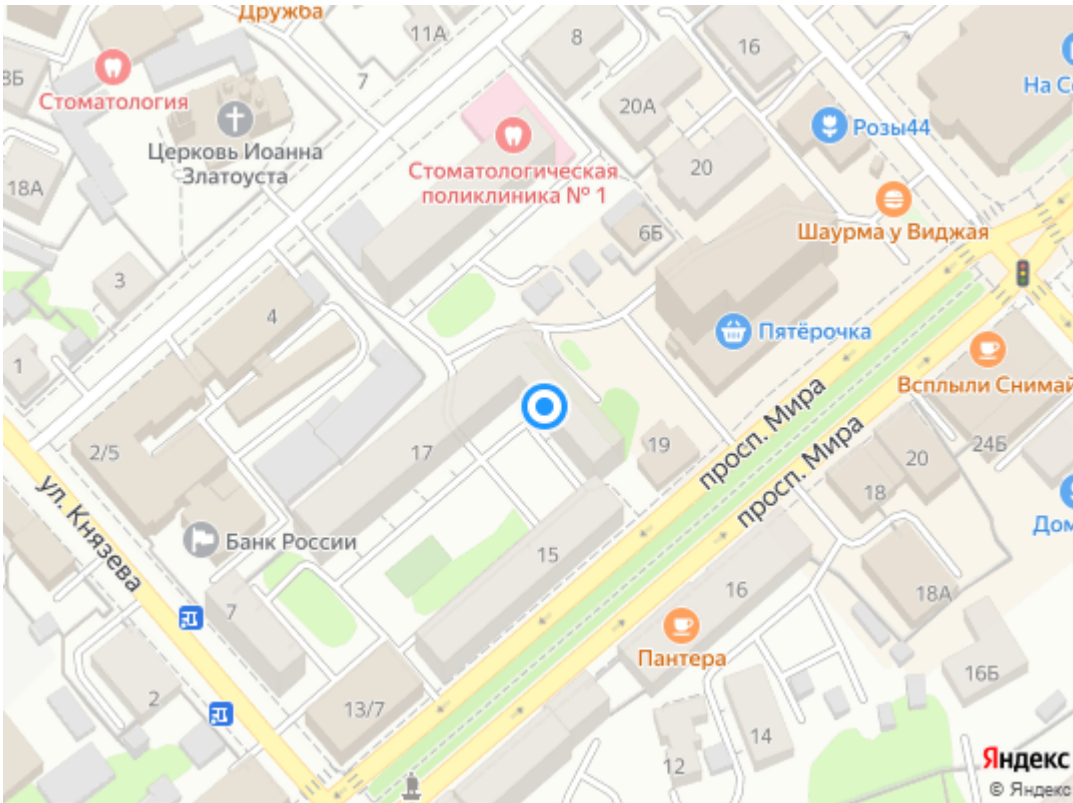 Дружба
11А
8
16
8Б
7
Стоматология
На С
20А
Розы44
Церковь Иоанна
Златоуста
Стоматологическая
поликлиника № 1
20
18А
6Б
Шаурма у Виджая
3
4
Пятёрочка
1
Всплыли Снимай
просп. Мира
просп. Мира
2/5
17
19
20
24Б
18
ул. Князева
Банк России
15
Дом
7
16
18А
Пантера
2
16Б
13/7
14
12
Яндекс
© Яндекс